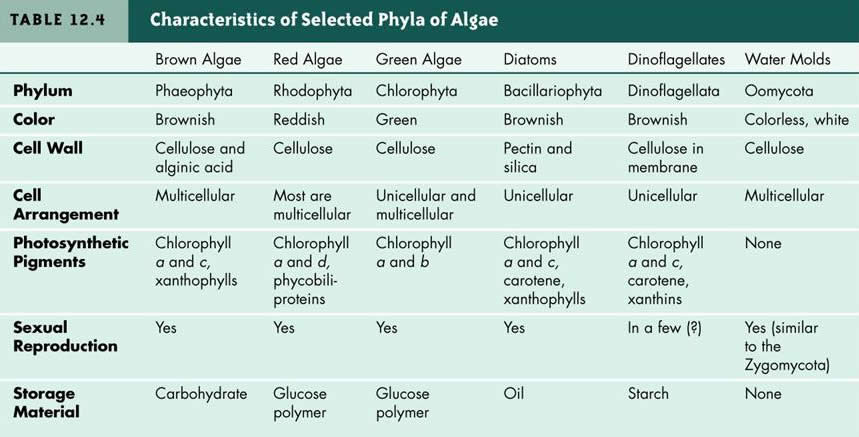 TABLE 12.4 Characteristics of Selected Phyla of Algae
Brown Algae Red Algae Green Algae Diatoms Dinoflagellates Water Molds
Phylum Phaeophyta Rhodophyta Chlorophyta Bacillariophyta Dinoflagellata Oomycota
Color Brownish Reddish Green Brownish Brownish Colorless, white
Cell Wall Cellulose and Cellulose Cellulose Pectin and Cellulose in Cellulose
alginic acid silica membrane
Cell Multicellular Most are Unicellular and Unicellular Unicellular Multicellular
Arrangement multicellular multicellular
Photosynthetic Chlorophyll Chlorophyll Chlorophyll Chlorophyll Chlorophyll None
Pigments a and c, a and d, a and b a and c, a and c,
xanthophylls phycobili- carotene, carotene,
proteins xanthophylls xanthins
Sexual Yes Yes Yes Yes In a few (?) Yes (similar
Reproduction to the
Zygomycota)
Storage Carbohydrate Glucose Glucose Oil Starch None
Material polymer polymer